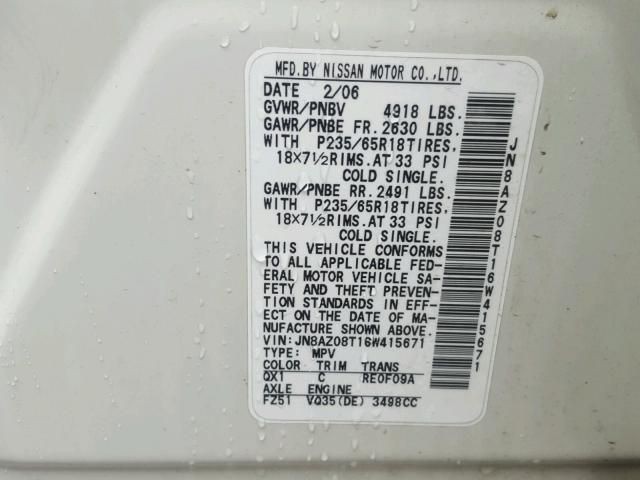 MFD.BY NISSAN MOTOR CO.,LTD.
DATE 2/06
GVWR/PNBV 4918 LBS.
GAWR/PNBE FR.2630 LBS.
WITH P235/65R18TIRES,
18X7½RIMS.AT 33 PSI
COLD SINGLE.
GAWR/PNBE RR.2491 LBS.
WITH P235/65R18TIRES,
18X7½RIMS.AT 33 PSI
COLD SINGLE.
THIS VEHICLE CONFORMS
TO ALL APPLICABLE FED-
ERAL MOTOR VEHICLE SA-
FETY AND THEFT PREVEN-
TION STANDARDS IN EFF-
ECT ON THE DATE OF MA-
NUFACTURE SHOWN ABOVE.
VIN:JN8AZ08T16W415671
TYPE: MPV
COLOR TRIM TRANS
QX1 C RE0F09A
AXLE ENGINE
FZ51 VQ35(DE) 3498CC
JN8AZ08T16W415671